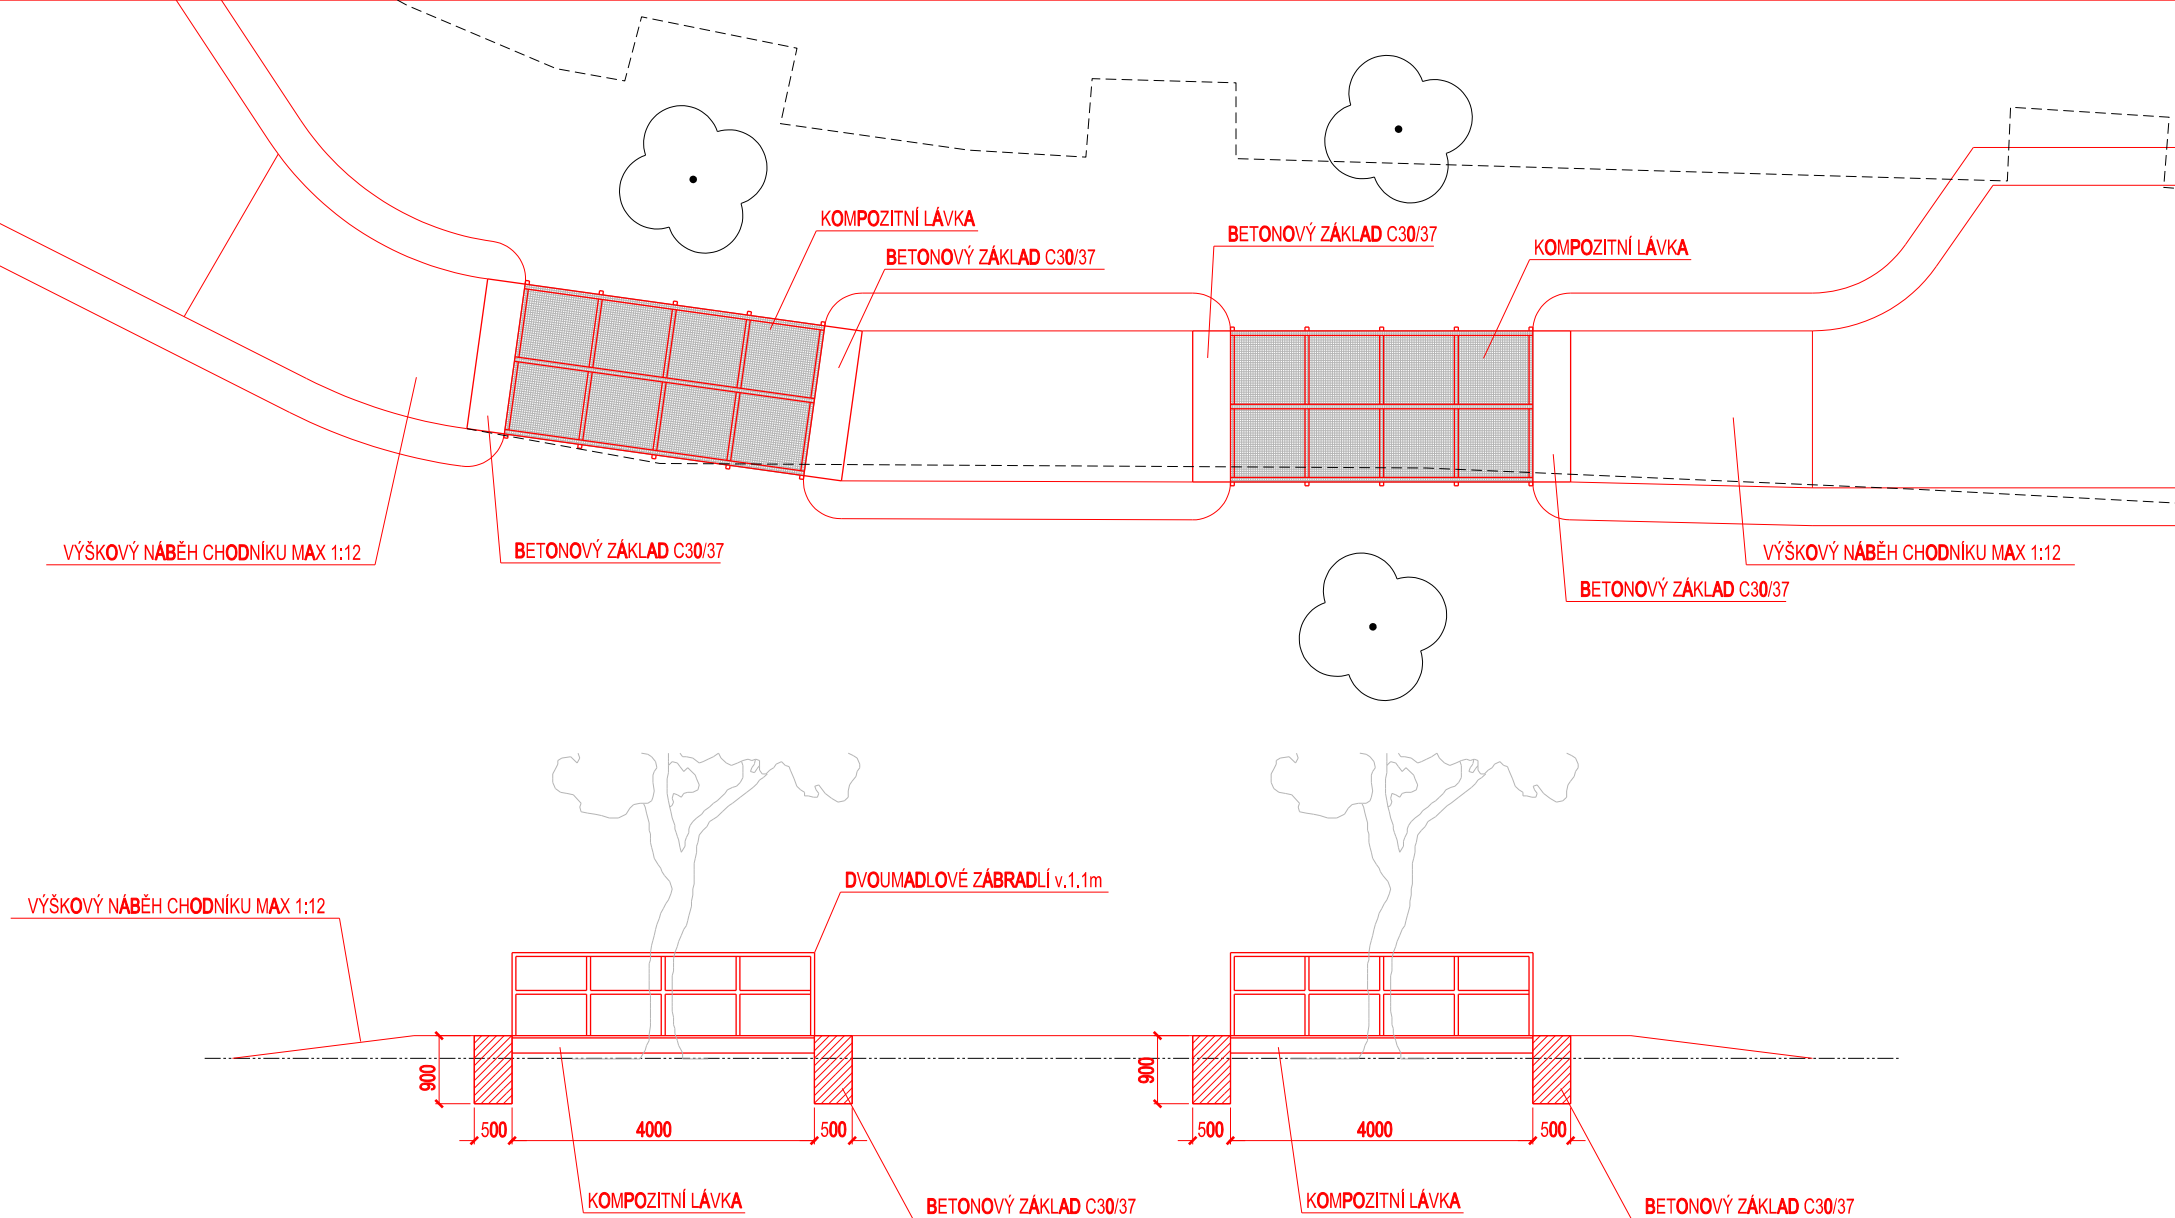 KOMPOZITNÍ LÁVKA
BETONOVÝ ZÁKLAD C30/37
BETONOVÝ ZÁKLAD C30/37
KOMPOZITNÍ LÁVKA
VÝŠKOVÝ NÁBĚH CHODNÍKU MAX 1:12
BETONOVÝ ZÁKLAD C30/37
VÝŠKOVÝ NÁBĚH CHODNÍKU MAX 1:12
BETONOVÝ ZÁKLAD C30/37
DVOUMADLOVÉ ZÁBRADLÍ v.1.1m
VÝŠKOVÝ NÁBĚH CHODNÍKU MAX 1:12
900
900
500
4000
500
500
4000
500
KOMPOZITNÍ LÁVKA
BETONOVÝ ZÁKLAD C30/37
KOMPOZITNÍ LÁVKA
BETONOVÝ ZÁKLAD C30/37